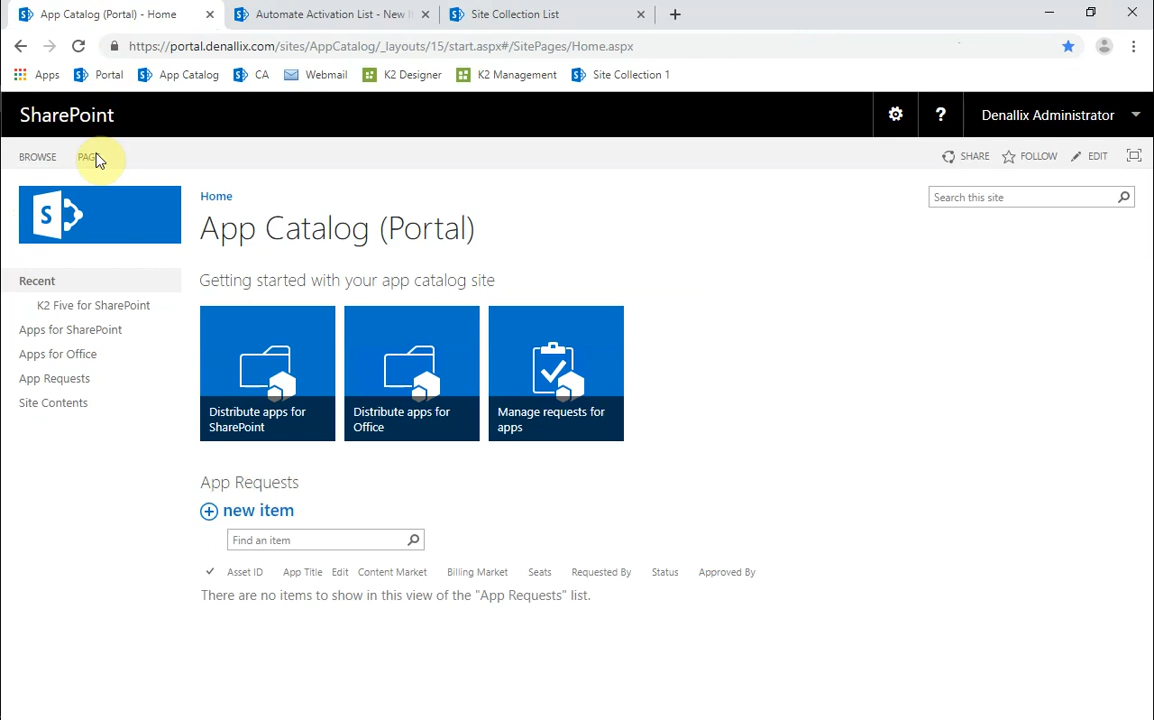 App Catalog (Portal) - Home
Automate Activation List - New I
Site Collection List
https://portal.denallix.com/sites/AppCatalog/_layouts/15/start.aspx#/SitePages/Home.aspx
Apps
Portal
App Catalog
CA
Webmail
K2 Designer
K2 Management
Site Collection 1
SharePoint
?
Denallix Administrator
BROWSE
PAGE
SHARE
FOLLOW
EDIT
S
Home
Search this site
App Catalog (Portal)
Recent
K2 Five for SharePoint
Apps for SharePoint
Apps for Office
App Requests
Site Contents
Getting started with your app catalog site
Distribute apps for
SharePoint
Distribute apps for
Office
Manage requests for
apps
App Requests
new item
Find an item
Asset ID App Title Edit Content Market Billing Market Seats Requested By Status Approved By
There are no items to show in this view of the "App Requests" list.